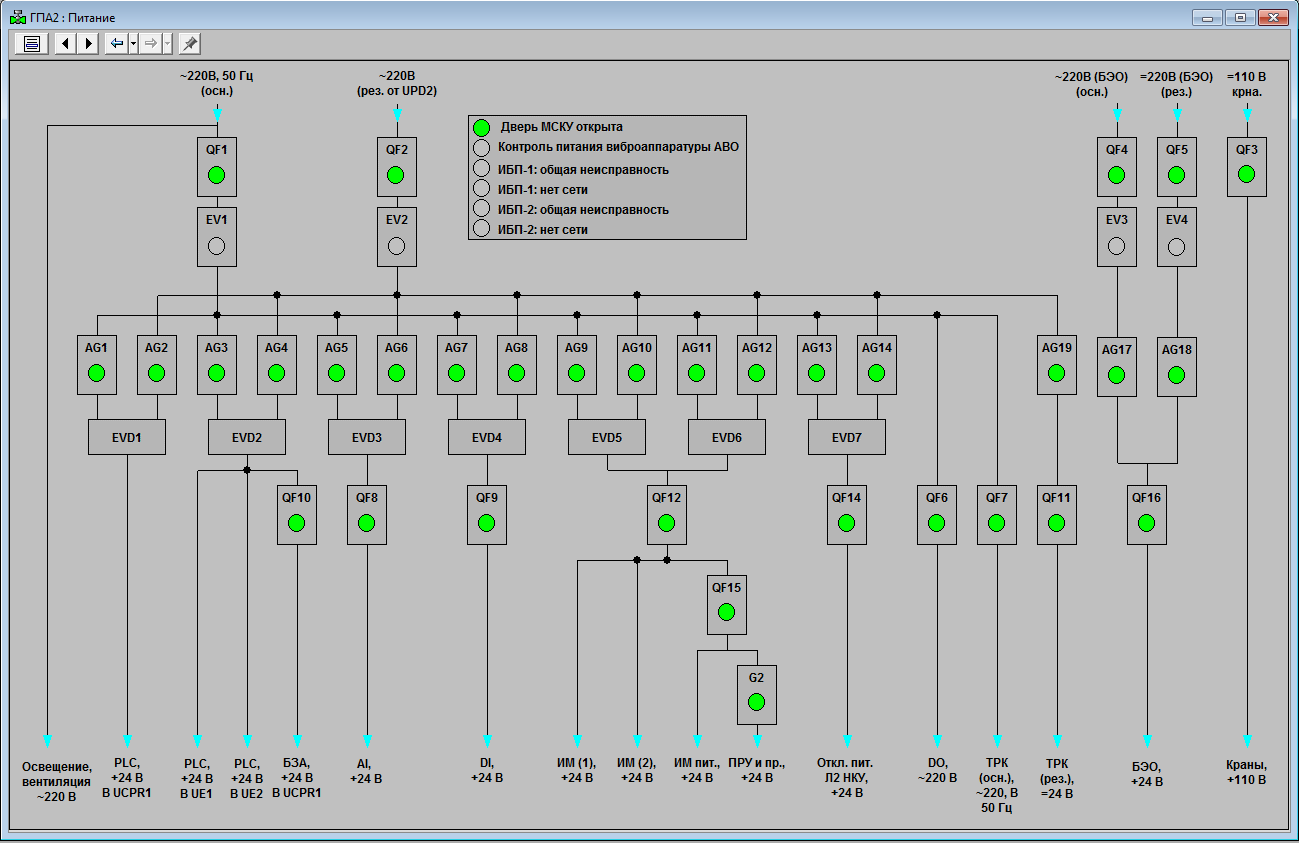 ГПА2 : Питание
~220В, 50 Гц
(осн.)
~220В
(рез. от UPD2)
~220В (БЭО)
(осн.)
=220В (БЭО)
(рез.)
=110 В
крна.
Дверь МСКУ открыта
Контроль питания виброаппаратуры АВО
ИБП-1: общая неисправность
ИБП-1: нет сети
ИБП-2: общая неисправность
ИБП-2: нет сети
QF1
QF2
QF4
QF5
QF3
EV1
EV2
EV3
EV4
AG1
AG2
AG3
AG4
AG5
AG6
AG7
AG8
AG9
AG10
AG11
AG12
AG13
AG14
AG19
AG17
AG18
EVD1
EVD2
EVD3
EVD4
EVD5
EVD6
EVD7
QF10
QF8
QF9
QF12
QF14
QF6
QF7
QF11
QF16
QF15
G2
Освещение,
вентиляция
~220 В
PLC,
+24 В
В UCPR1
PLC,
+24 В
В UE1
PLC,
+24 В
В UE2
БЗА,
+24 В
В UCPR1
AI,
+24 В
DI,
+24 В
ИМ (1),
+24 В
ИМ (2),
+24 В
ИМ пит.,
+24 В
ПРУ и пр.,
+24 В
Откл. пит.
Л2 НКУ,
+24 В
DO,
~220 В
ТРК
(осн.),
~220, В
50 Гц
ТРК
(рез.),
=24 В
БЭО,
+24 В
Краны,
+110 В